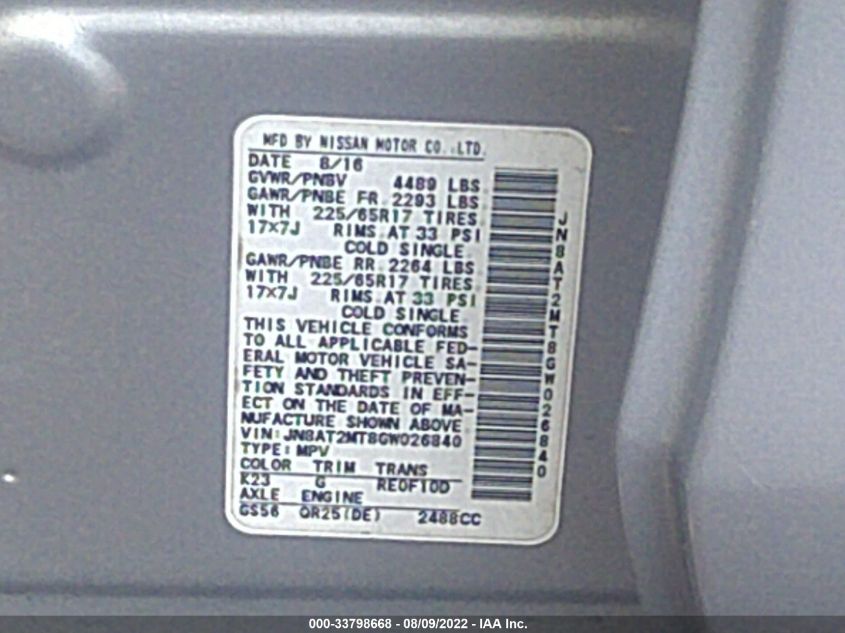 MFD BY NISSAN MOTOR CO.,LTD.
DATE 8/16
GVWR/PNBV 4489 LBS
GAWR/PNBE FR 2293 LBS
WITH 225/65R17 TIRES
17x7J RIMS AT 33 PSI
COLD SINGLE
GAWR/PNBE RR 2264 LBS
WITH 225/65R17 TIRES
17x7J RIMS AT 33 PSI
COLD SINGLE
THIS VEHICLE CONFORMS
TO ALL APPLICABLE FED-
ERAL MOTOR VEHICLE SA-
FETY AND THEFT PREVEN-
TION STANDARDS IN EFF-
ECT ON THE DATE OF MA-
NUFACTURE SHOWN ABOVE
VIN:JN8AT2MT8GW026840
TYPE:MPV
COLOR TRIM TRANS
K23 G RE0F10D
AXLE ENGINE
GS56 QR25(DE) 2488CC
JN8AT2MT8GW026840
000-33798668 - 08/09/2022 - IAA Inc.